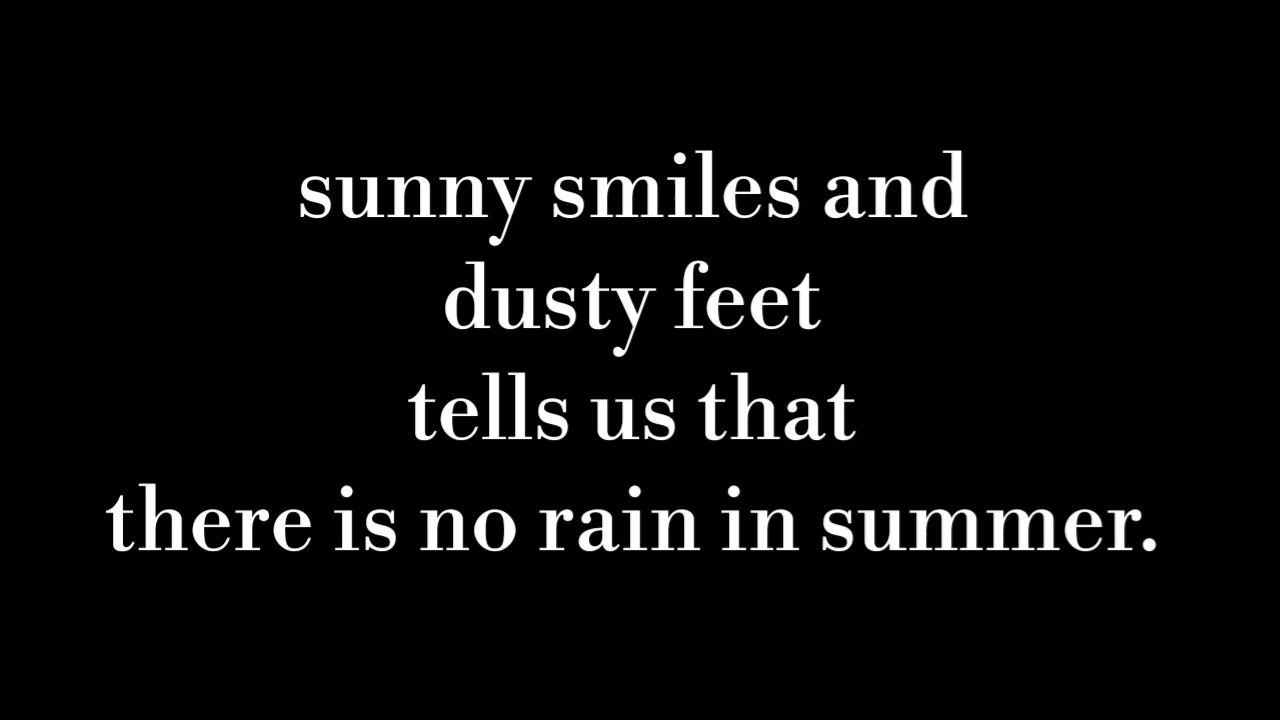 sunny smiles and
dusty feet
tells us that
there is no rain in summer.